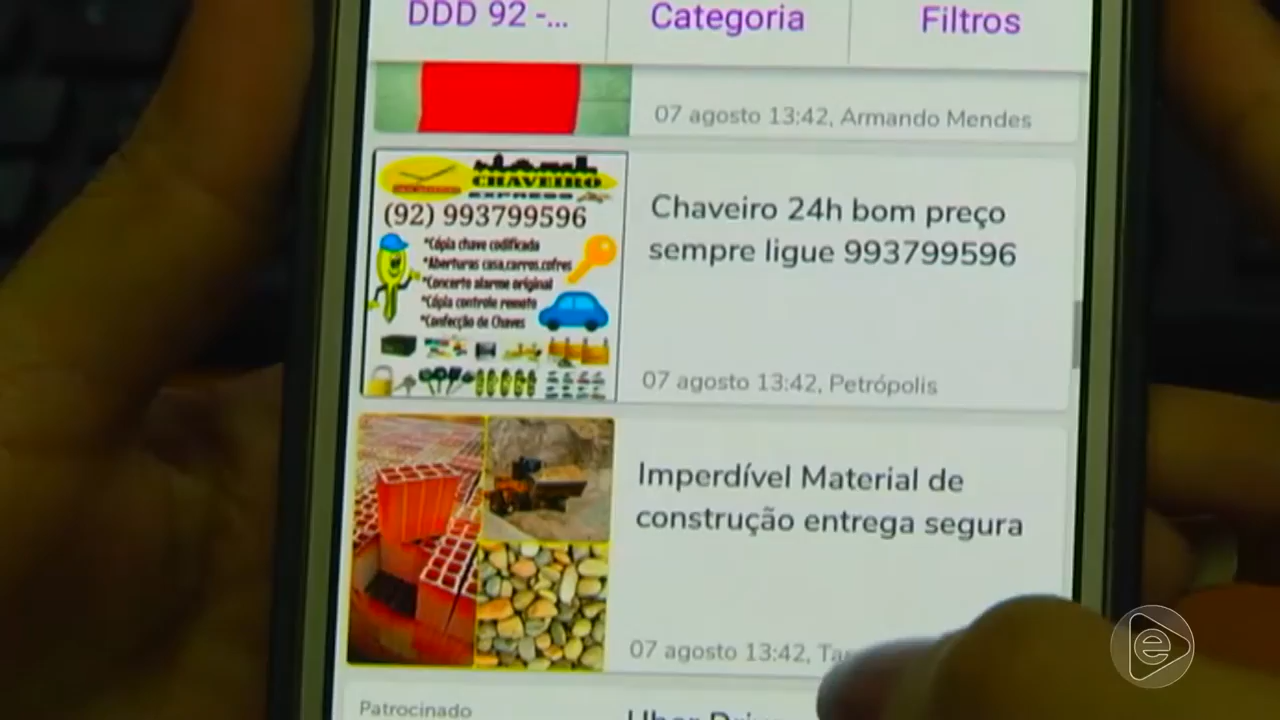 DDD 92 -...
Categoria
Filtros
07 agosto 13:42, Armando Mendes
CHAVEIRO
EXPRESS
(92) 993799596
*Cópia chave codificada
*Aberturas casa,carros,cofres
*Concerto alarme original
*Cópia controle remoto
*Confecção de Chaves
Chaveiro 24h bom preço
sempre ligue 993799596
07 agosto 13:42, Petrópolis
Imperdível Material de
construção entrega segura
07 agosto 13:42,
Patrocinado
Uber
e